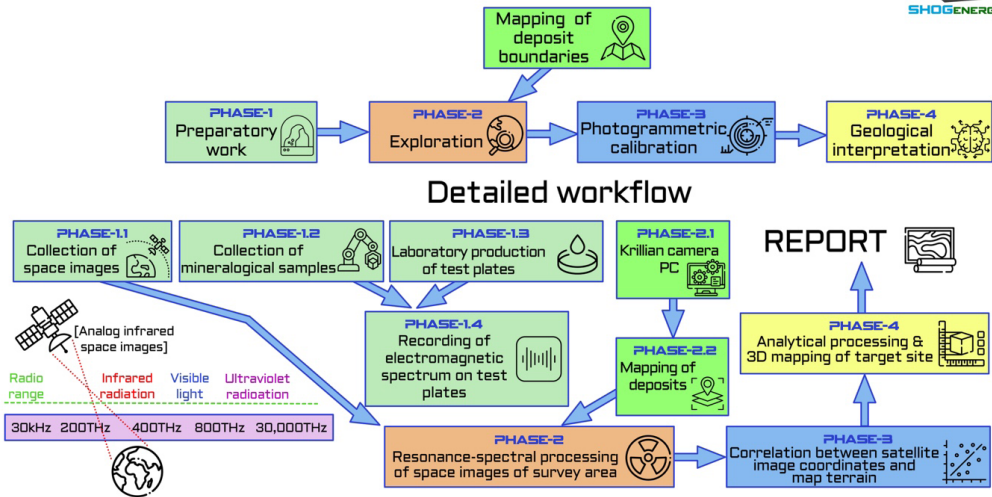 SHOGENERGY
Mapping of
deposit
boundaries
PHASE-1
Preparatory
work
PHASE-2
Exploration
PHASE-3
Photogrammetric
calibration
PHASE-4
Geological
interpretation
Detailed workflow
PHASE-1.1
Collection of
space images
PHASE-1.2
Collection of
mineralogical samples
PHASE-1.3
Laboratory production
of test plates
PHASE-2.1
Krillian camera
PC
REPORT
[Analog infrared
space images]
PHASE-1.4
Recording of
electromagnetic
spectrum on test
plates
PHASE-2.2
Mapping of
deposits
PHASE-4
Analytical processing &
3D mapping of target site
Radio
range
Infrared
radiation
Visible
light
Ultraviolet
radioation
30kHz 200THz 400THz 800THz 30,000THz
PHASE-2
Resonance-spectral processing
of space images of survey area
PHASE-3
Correlation between satellite
image coordinates and
map terrain